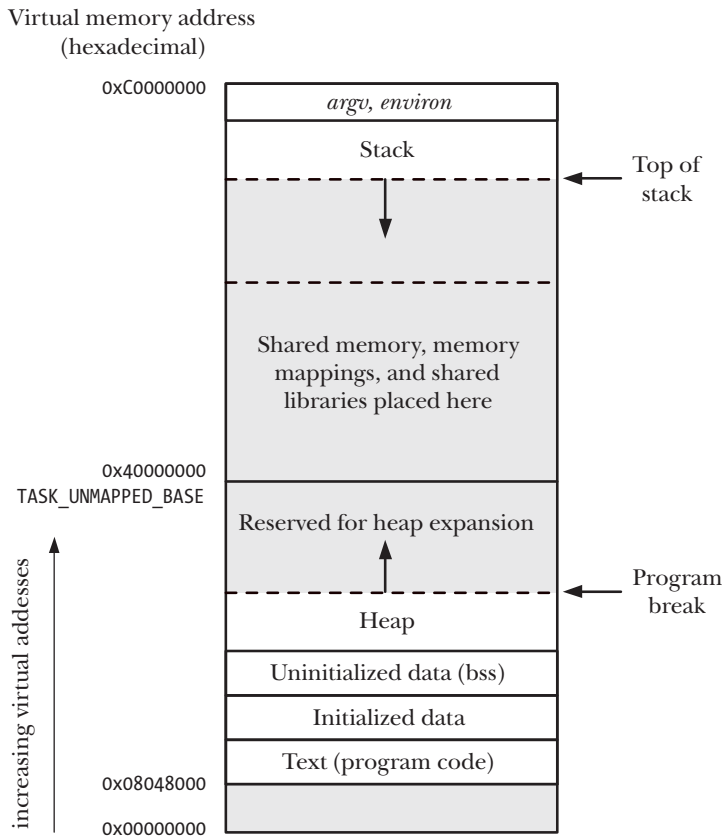 Virtual memory address
(hexadecimal)
0xC0000000
argv, environ
Stack
Top of
stack
Shared memory, memory
mappings, and shared
libraries placed here
0x40000000
TASK_UNMAPPED_BASE
Reserved for heap expansion
Program
break
Heap
Uninitialized data (bss)
Initialized data
Text (program code)
0x08048000
0x00000000
increasing virtual addesses